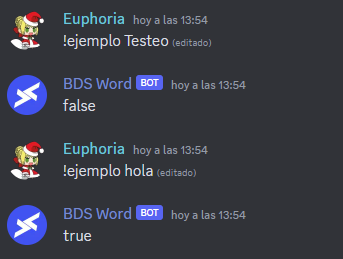 Euphoria hoy a las 13:54
!ejemplo Testeo (editado)
BDS Word BOT hoy a las 13:54
false
Euphoria hoy a las 13:54
!ejemplo hola (editado)
BDS Word BOT hoy a las 13:54
true